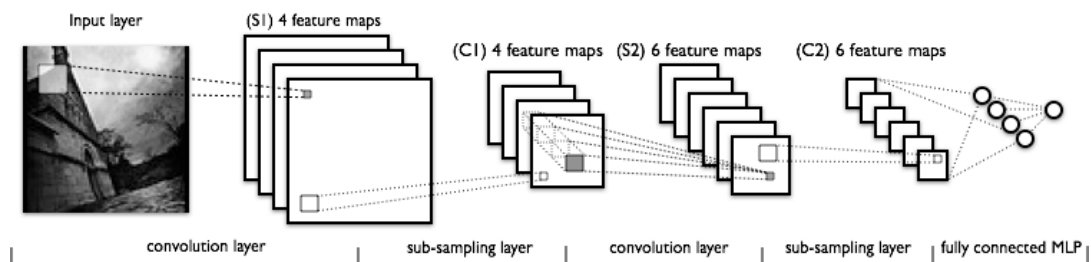 Input layer
(S1) 4 feature maps
(C1) 4 feature maps
(S2) 6 feature maps
(C2) 6 feature maps
convolution layer
sub-sampling layer
convolution layer
sub-sampling layer
fully connected MLP